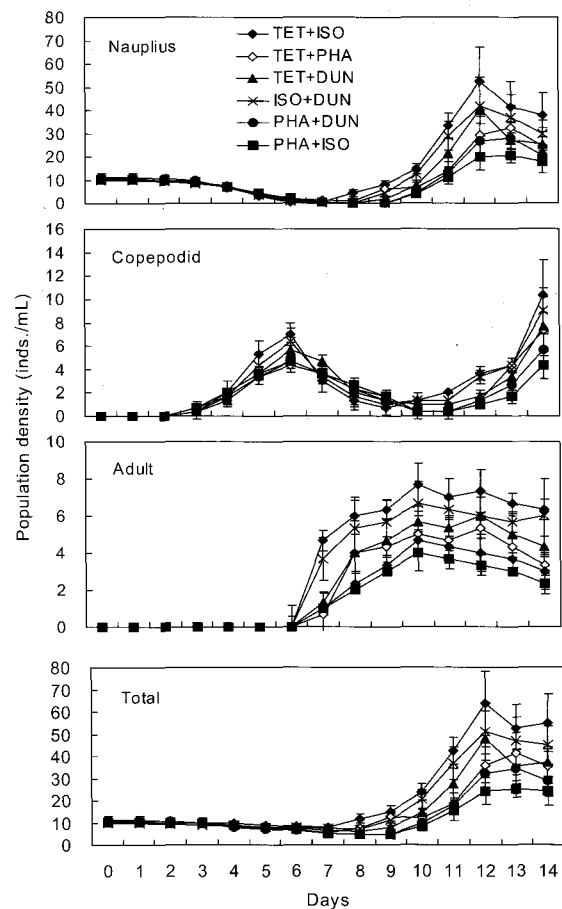 Nauplius
TET+ISO
TET+PHA
TET+DUN
ISO+DUN
PHA+DUN
PHA+ISO
80
70
60
50
40
30
20
10
0
Copepodid
16
14
12
10
8
6
4
2
0
Adult
10
8
6
4
2
0
Total
80
70
60
50
40
30
20
10
0
Population density (inds./mL)
0 1 2 3 4 5 6 7 8 9 10 11 12 13 14
Days